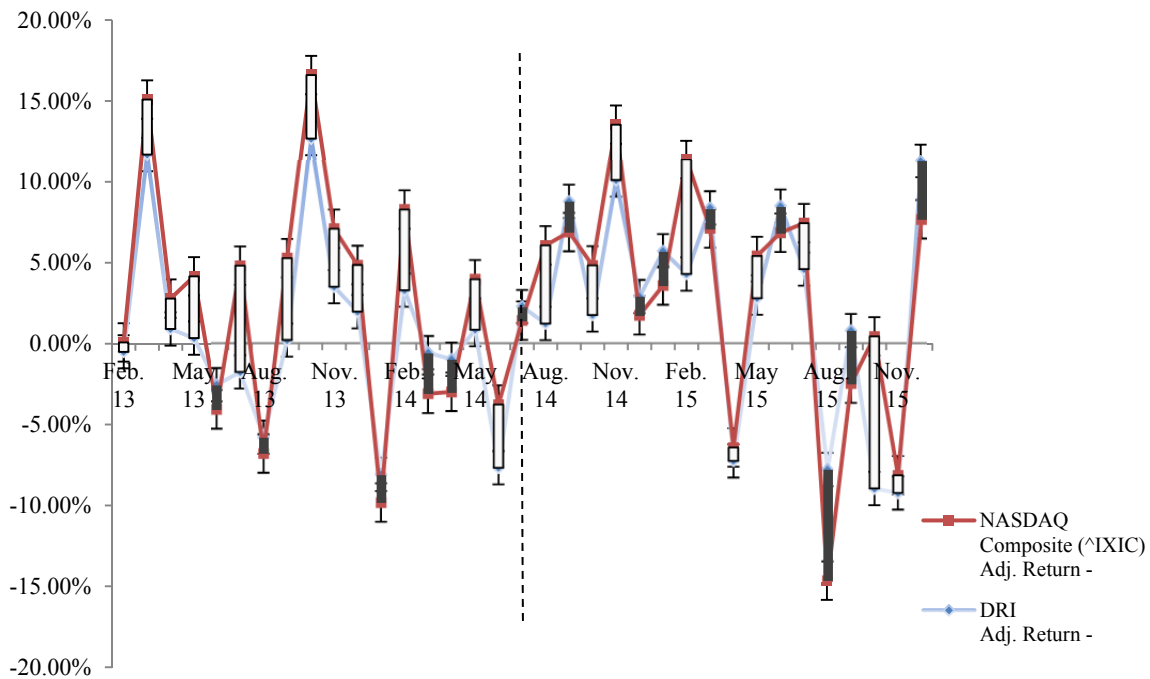 20.00%
15.00%
10.00%
5.00%
0.00%
-5.00%
-10.00%
-15.00%
-20.00%
Feb. May Aug. Nov. Feb. May Aug. Nov. Feb. May Aug. Nov.
13 13 13 13 14 14 14 14 15 15 15 15
NASDAQ
Composite (^IXIC)
Adj. Return -
DRI
Adj. Return -